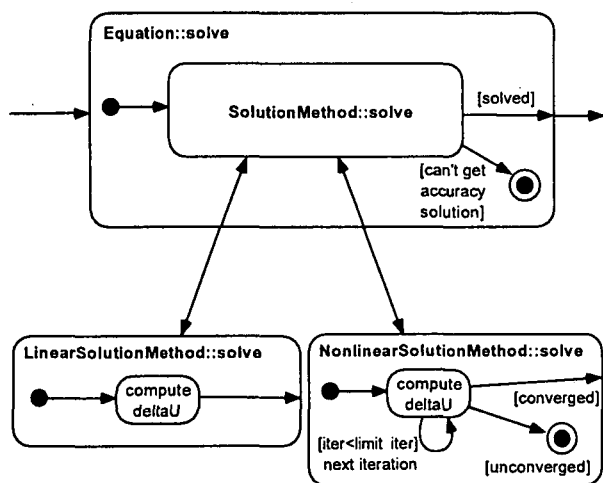 Equation::solve
SolutionMethod::solve
[solved]
[can't get
accuracy
solution]
LinearSolutionMethod::solve
compute
deltaU
NonlinearSolutionMethod::solve
compute
deltaU
[converged]
[iter<limit iter]
next iteration
[unconverged]